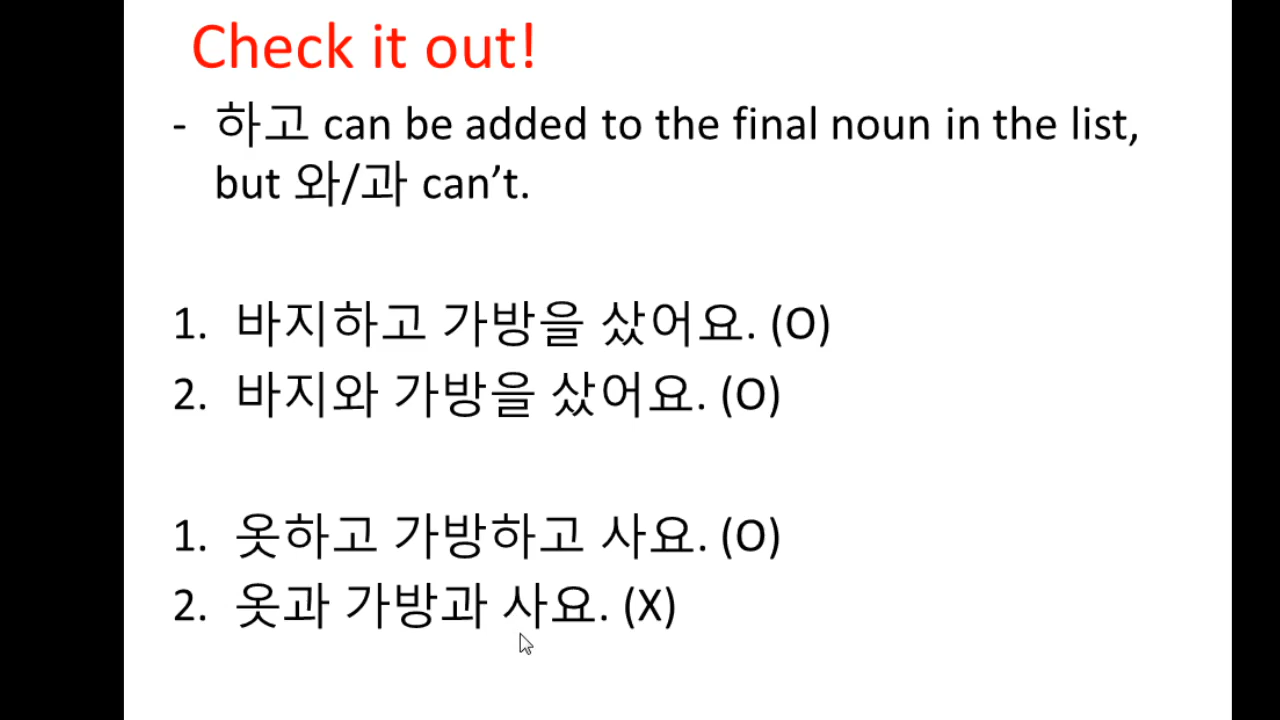 Check it out!
- 하고 can be added to the final noun in the list,
but 와/과 can’t.
1. 바지하고 가방을 샀어요. (O)
2. 바지와 가방을 샀어요. (O)
1. 옷하고 가방하고 사요. (O)
2. 옷과 가방과 사요. (X)